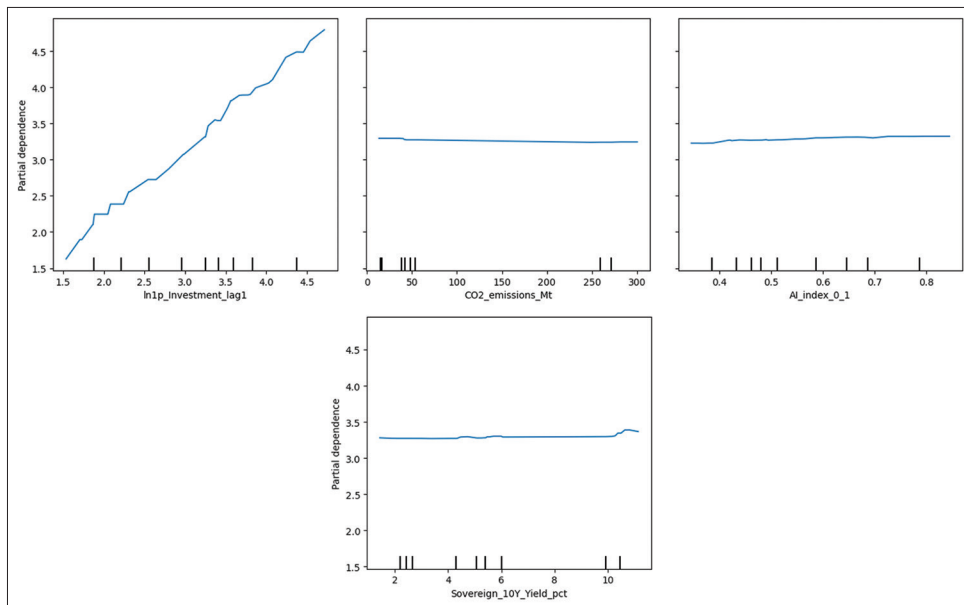 4.5
4.0
3.5
3.0
2.5
2.0
1.5
Partial dependence
1.5 2.0 2.5 3.0 3.5 4.0 4.5
ln1p_Investment_lag1
0 50 100 150 200 250 300
CO2_emissions_Mt
0.4 0.5 0.6 0.7 0.8
AI_index_0_1
4.5
4.0
3.5
3.0
2.5
2.0
1.5
Partial dependence
2 4 6 8 10
Sovereign_10Y_Yield_pct